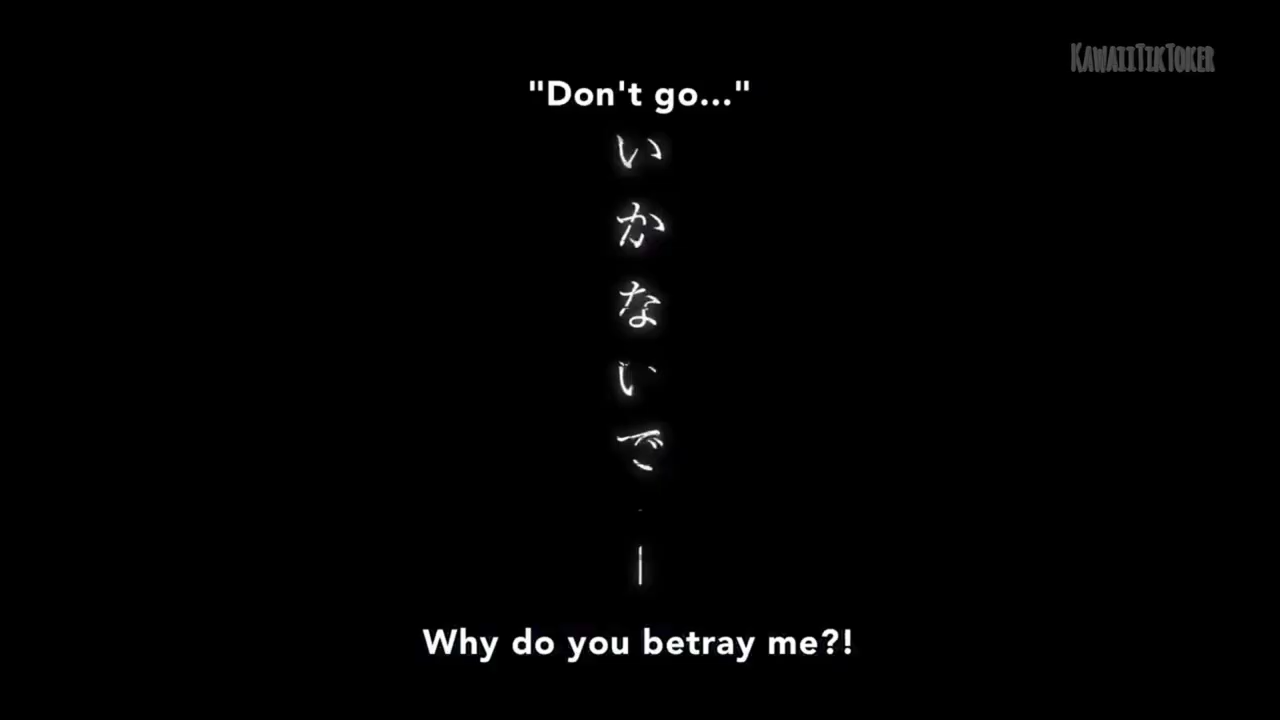 KAWAIITIKTOKER
"Don't go..."
いかないで
Why do you betray me?!